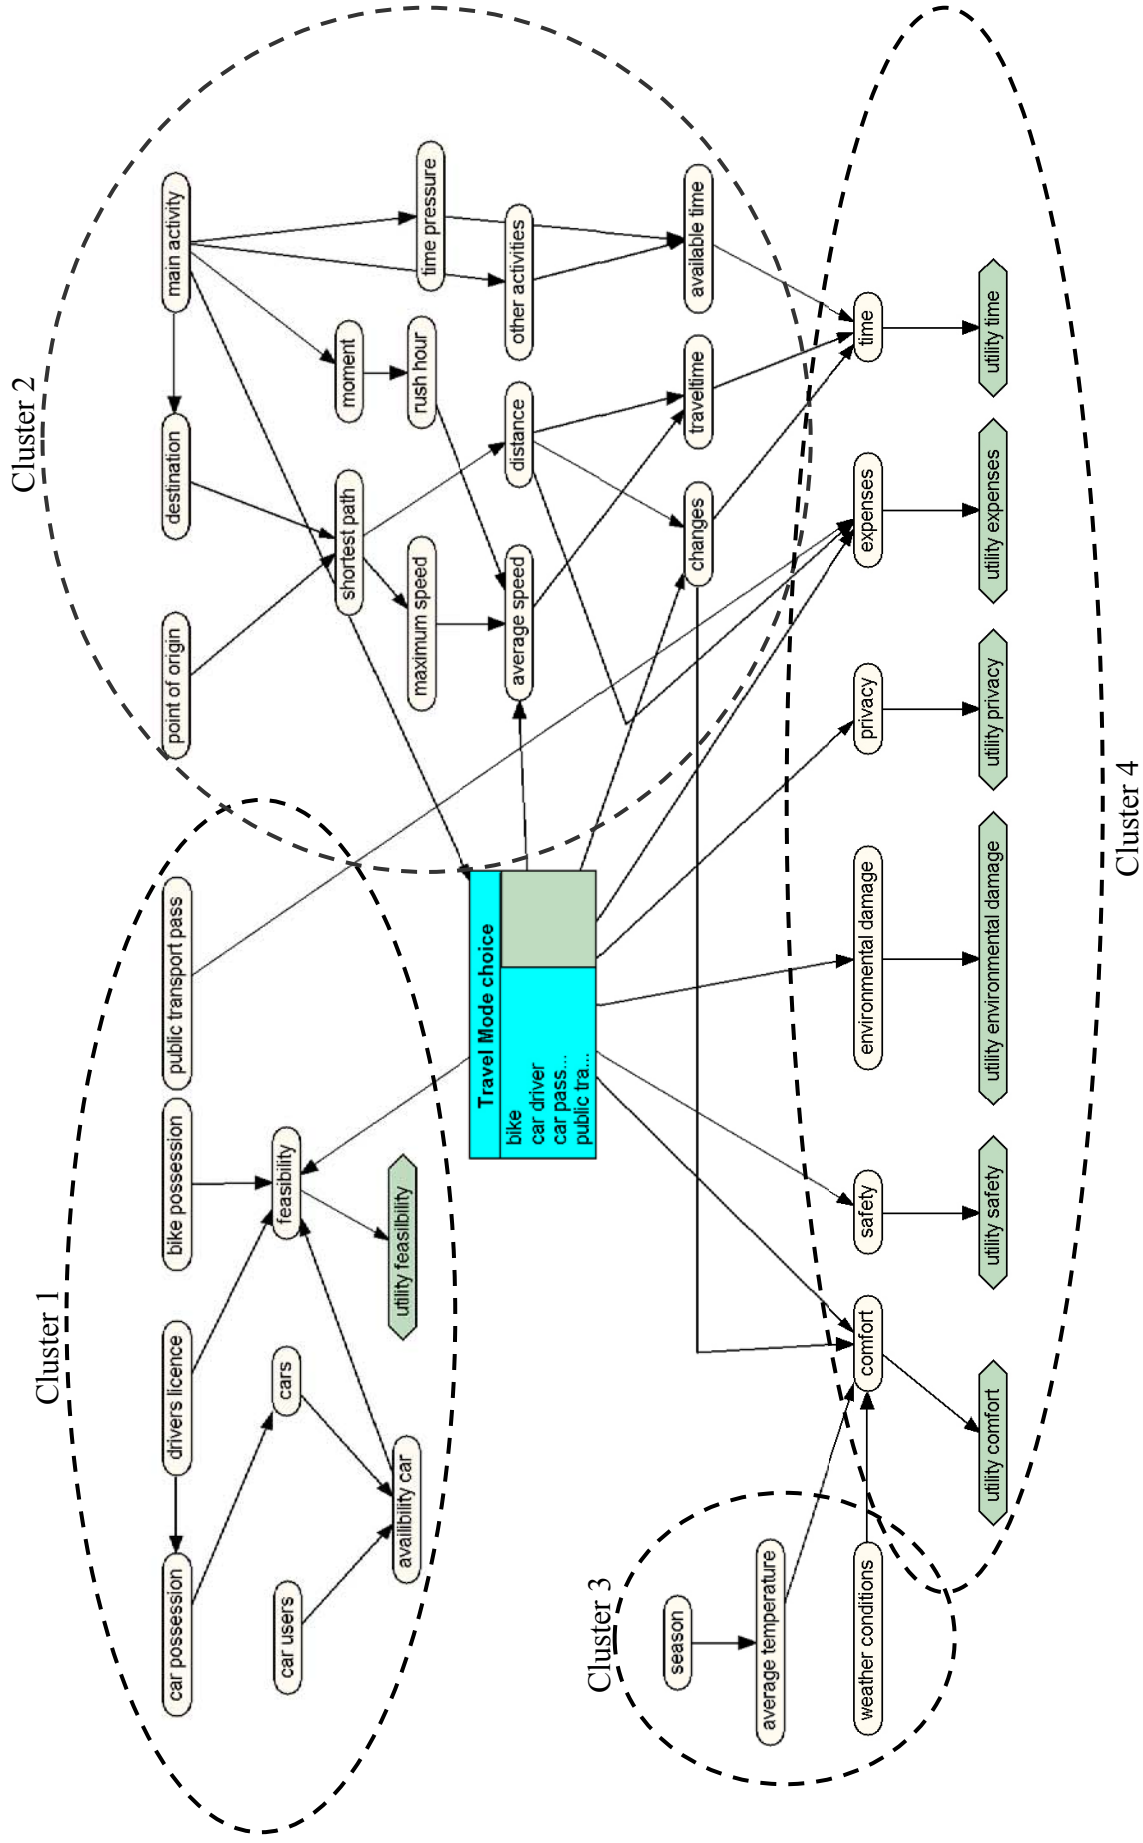 Cluster 1
Cluster 2
car possession
drivers licence
bike possession
public transport pass
point of origin
destination
main activity
car users
cars
feasibility
shortest path
moment
availibility car
utility feasilbility
maximum speed
rush hour
time pressure
Travel Mode choice
bike
car driver
car pass...
public tra...
average speed
distance
other activities
Cluster 3
season
changes
traveltime
available time
average temperature
weather conditions
comfort
safety
environmental damage
privacy
expenses
time
utility comfort
utility safety
utility environmental damage
utility privacy
utility expenses
utility time
Cluster 4